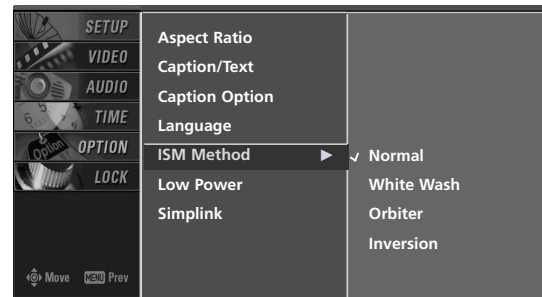 SETUP
VIDEO
AUDIO
TIME
OPTION
LOCK
Move MENU Prev
Aspect Ratio
Caption/Text
Caption Option
Language
ISM Method ▶
Low Power
Simplink
✓ Normal
White Wash
Orbiter
Inversion